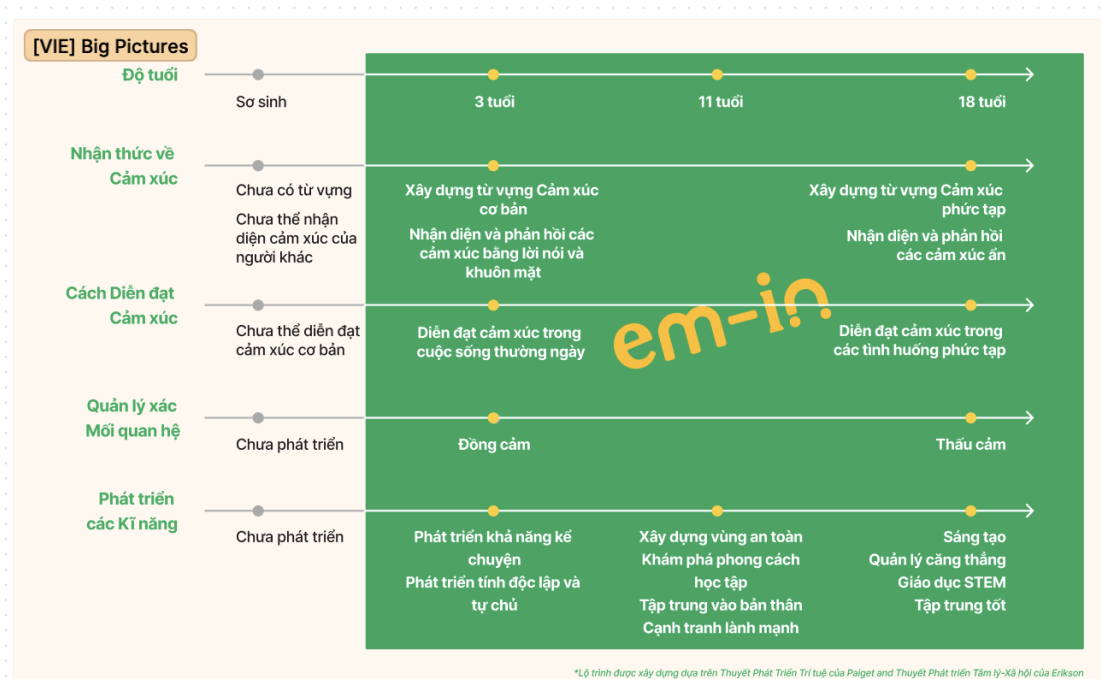 [VIE] Big Pictures
Độ tuổi
Sơ sinh
3 tuổi
11 tuổi
18 tuổi
Nhận thức về
Cảm xúc
Chưa có từ vựng
Chưa thể nhận
diện cảm xúc của
người khác
Xây dựng từ vựng Cảm xúc
cơ bản
Nhận diện và phản hồi các
cảm xúc bằng lời nói và
khuôn mặt
Xây dựng từ vựng Cảm xúc
phức tạp
Nhận diện và phản hồi
các cảm xúc ẩn
em-in
Cách Diễn đạt
Cảm xúc
Chưa thể diễn đạt
cảm xúc cơ bản
Diễn đạt cảm xúc trong
cuộc sống thường ngày
Diễn đạt cảm xúc trong
các tình huống phức tạp
Quản lý xác
Mối quan hệ
Chưa phát triển
Đồng cảm
Thấu cảm
Phát triển
các Kĩ năng
Chưa phát triển
Phát triển khả năng kể
chuyện
Phát triển tính độc lập và
tự chủ
Xây dựng vùng an toàn
Khám phá phong cách
học tập
Tập trung vào bản thân
Cạnh tranh lành mạnh
Sáng tạo
Quản lý căng thẳng
Giáo dục STEM
Tập trung tốt
*Lộ trình được xây dựng dựa trên Thuyết Phát Triển Trí tuệ của Paiget and Thuyết Phát triển Tâm lý-Xã hội của Erikson